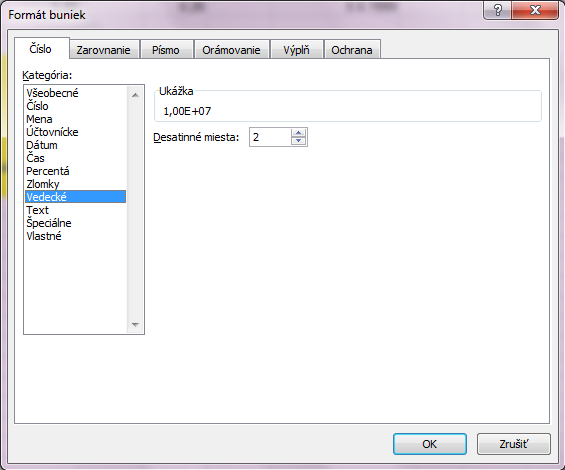 Formát buniek
Číslo Zarovnanie Písmo Orámovanie Výplň Ochrana
Kategória:
Všeobecné
Číslo
Mena
Účtovnícke
Dátum
Čas
Percentá
Zlomky
Vedecké
Text
Špeciálne
Vlastné
Ukážka
1,00E+07
Desatinné miesta: 2
OK Zrušiť